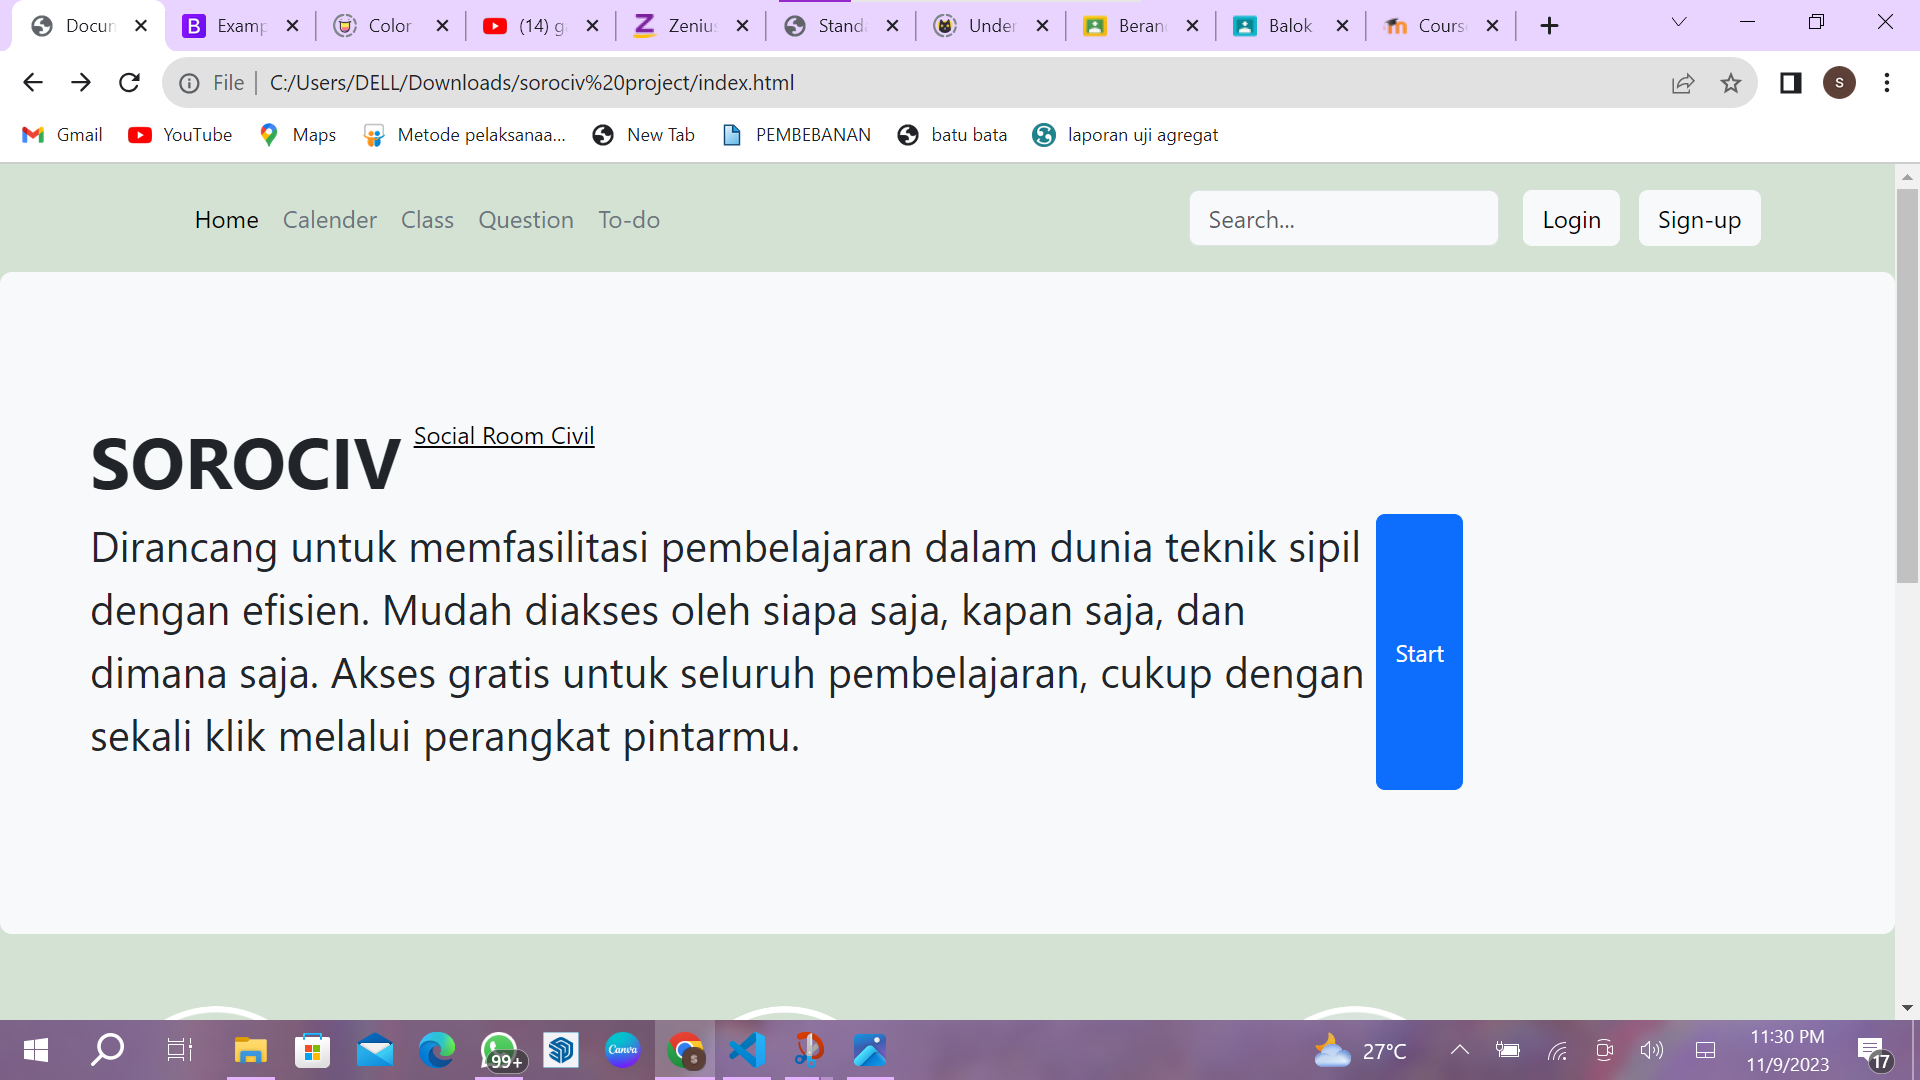 Docun
Examp
Color
(14) g
Zenius
Standa
Under
Beran
Balok
Cours
File
C:/Users/DELL/Downloads/sorociv%20project/index.html
S
Gmail
YouTube
Maps
Metode pelaksanaa...
New Tab
PEMBEBANAN
batu bata
laporan uji agregat
Home
Calender
Class
Question
To-do
Search...
Login
Sign-up
SOROCIV Social Room Civil
Dirancang untuk memfasilitasi pembelajaran dalam dunia teknik sipil
dengan efisien. Mudah diakses oleh siapa saja, kapan saja, dan
dimana saja. Akses gratis untuk seluruh pembelajaran, cukup dengan
sekali klik melalui perangkat pintarmu.
Start
99+
Canva
S
27°C
11:30 PM
11/9/2023
17